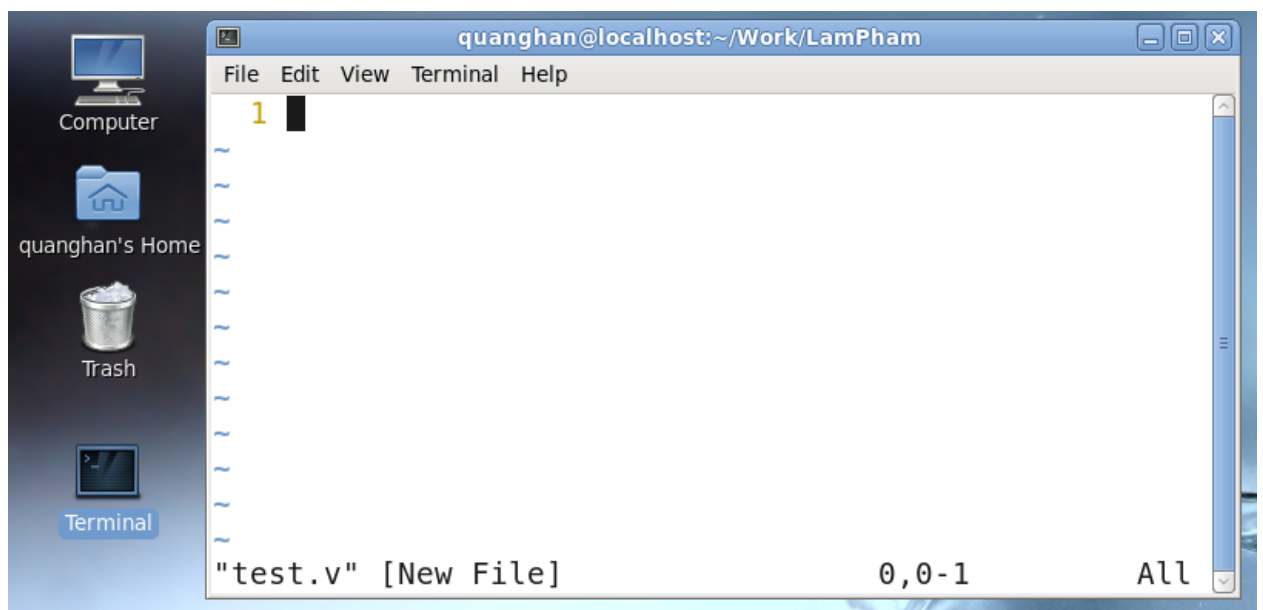 quanghan@localhost:~/Work/LamPham
File Edit View Terminal Help
1
~
~
~
~
~
~
~
~
~
~
~
~
"test.v" [New File] 0,0-1 All
Computer
quanghan's Home
Trash
Terminal